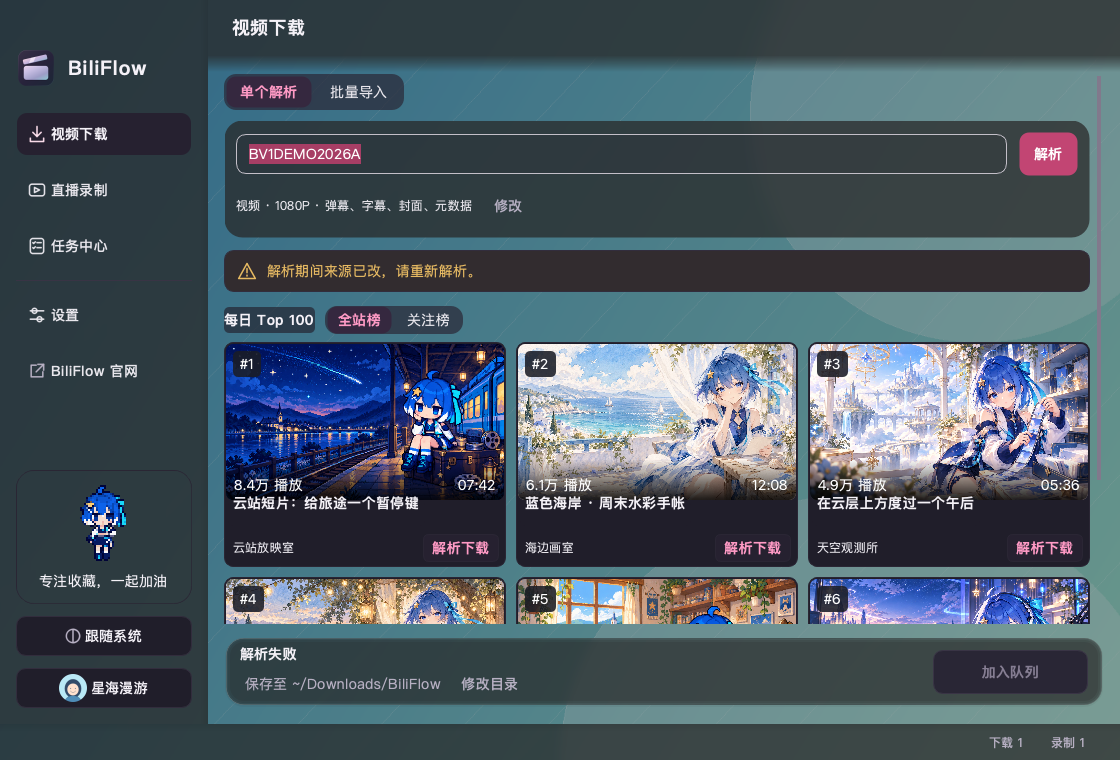 视频下载
BiliFlow
视频下载
直播录制
任务中心
设置
BiliFlow 官网
专注收藏，一起加油
跟随系统
星海漫游
单个解析 批量导入
BV1DEMO2026A 解析
视频 · 1080P · 弹幕、字幕、封面、元数据 修改
解析期间来源已改，请重新解析。
每日 Top 100 全站榜 关注榜
#1
8.4万 播放 07:42
云站短片：给旅途一个暂停键
云站放映室 解析下载
#2
6.1万 播放 12:08
蓝色海岸 · 周末水彩手帐
海边画室 解析下载
#3
4.9万 播放 05:36
在云层上方度过一个午后
天空观测所 解析下载
#4
#5
#6
解析失败
保存至 ~/Downloads/BiliFlow 修改目录
加入队列
下载 1 录制 1